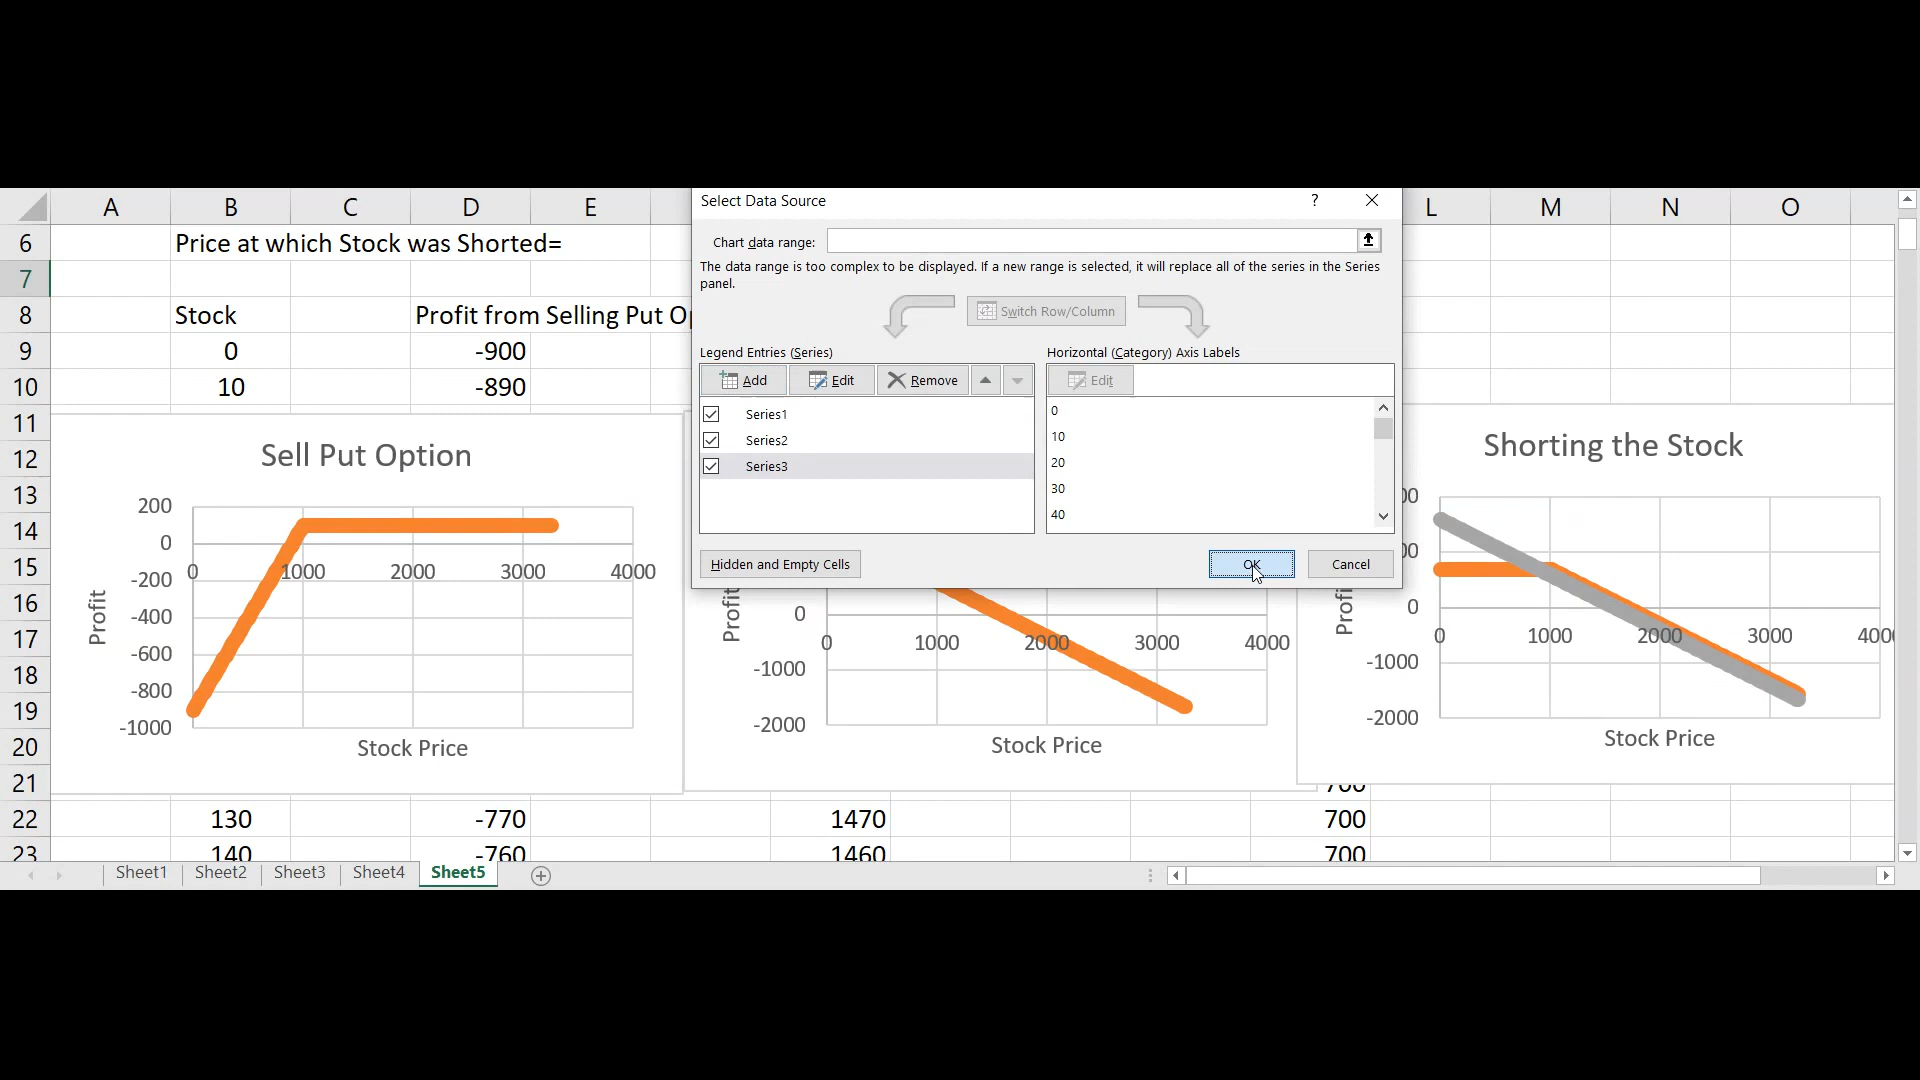 A B C D E L M N O
Select Data Source ?
Chart data range:
The data range is too complex to be displayed. If a new range is selected, it will replace all of the series in the Series
panel.
Switch Row/Column
Legend Entries (Series) Horizontal (Category) Axis Labels
Add Edit Remove Edit
Series1 0
Series2 10
Series3 20
30
40
Hidden and Empty Cells OK Cancel
6 Price at which Stock was Shorted=
7
8 Stock Profit from Selling Put
9 0 -900
10 10 -890
11
12
13
14
15
16
17
18
19
20
21
22 130 -770 1470 700
23 140 -760 1460 700
Sell Put Option
200
0
-200
-400
-600
-800
-1000
0 1000 2000 3000 4000
Profit
Stock Price
0
-1000
-2000
0 1000 2000 3000 4000
Profit
Stock Price
Shorting the Stock
0
-1000
-2000
0 1000 2000 3000
Stock Price
700
Sheet1 Sheet2 Sheet3 Sheet4 Sheet5